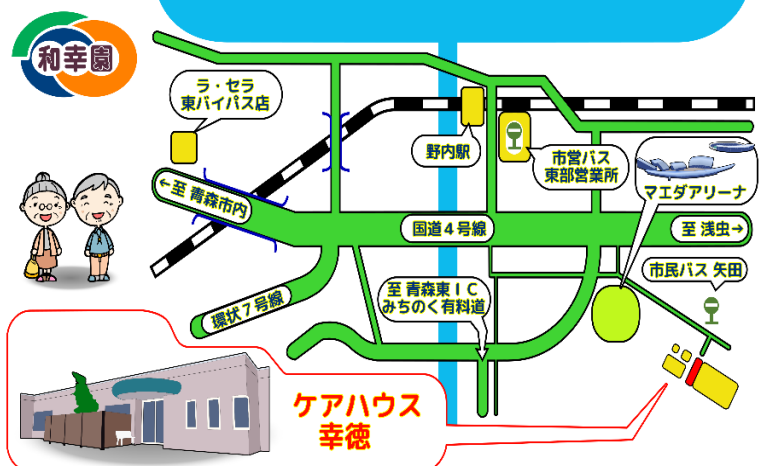 和幸園
ラ・セラ
東バイパス店
野内駅
市営バス
東部営業所
マエダアリーナ
←至 青森市内
国道4号線
至 浅虫→
市民バス 矢田
至 青森東IC
みちのく有料道
環状7号線
ケアハウス
幸徳